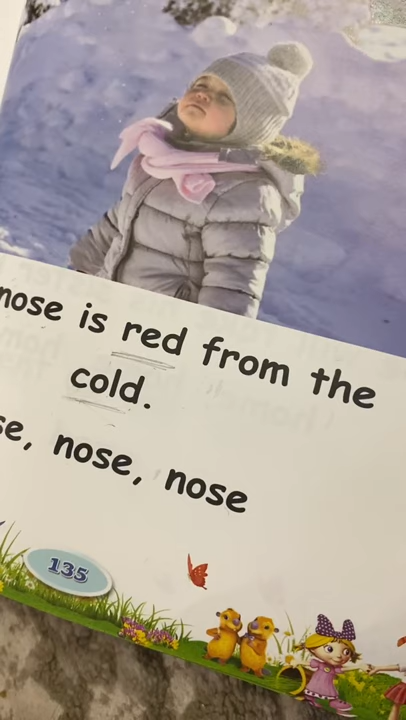 nose is red from the
cold.
se, nose, nose
135